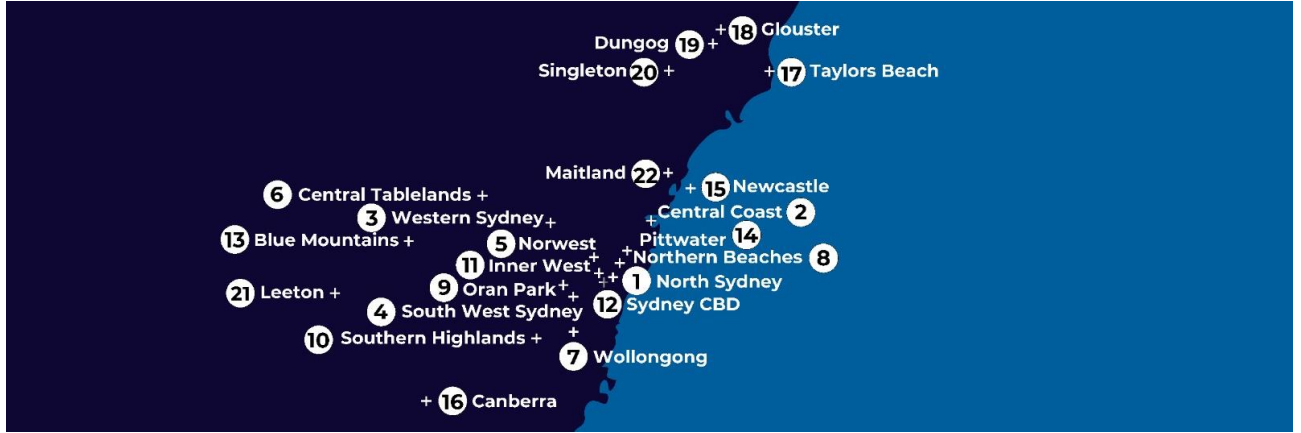 18 Glouster
Dungog 19
Singleton 20
17 Taylors Beach
Maitland 22
15 Newcastle
6 Central Tablelands
Central Coast 2
3 Western Sydney
13 Blue Mountains
5 Norwest
Pittwater 14
Northern Beaches 8
11 Inner West
1 North Sydney
9 Oran Park
21 Leeton
12 Sydney CBD
4 South West Sydney
10 Southern Highlands
7 Wollongong
16 Canberra